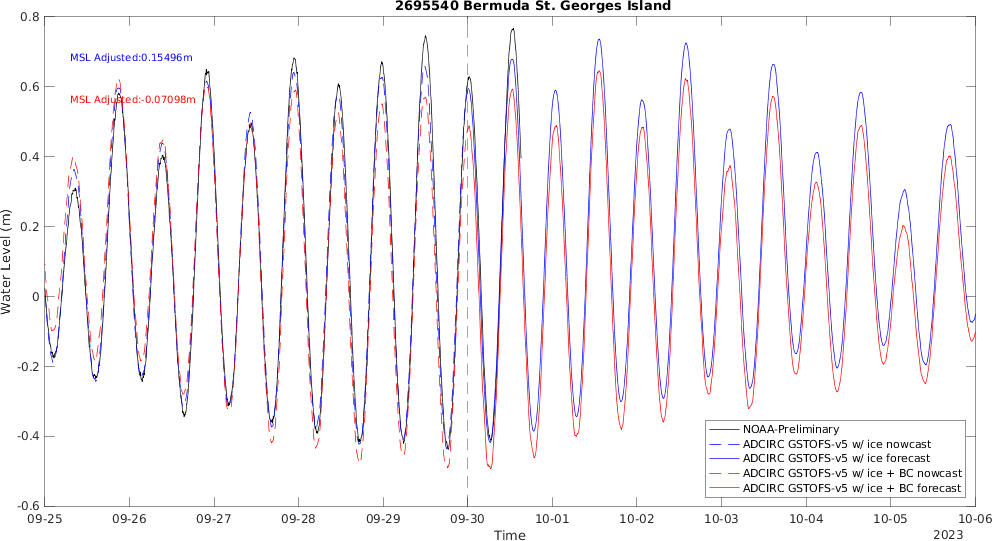 2695540 Bermuda St. Georges Island
MSL Adjusted:0.15496m
MSL Adjusted:-0.07098m
Water Level (m)
0.8
0.6
0.4
0.2
0
-0.2
-0.4
-0.6
NOAA-Preliminary
ADCIRC GSTOFS-v5 w/ ice nowcast
ADCIRC GSTOFS-v5 w/ ice forecast
ADCIRC GSTOFS-v5 w/ ice + BC nowcast
ADCIRC GSTOFS-v5 w/ ice + BC forecast
09-25 09-26 09-27 09-28 09-29 09-30 10-01 10-02 10-03 10-04 10-05 10-06
Time
2023